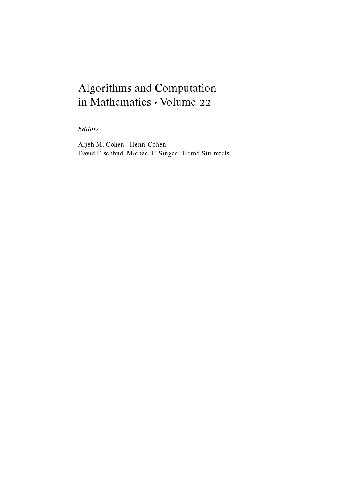 Algorithms and Computation
in Mathematics • Volume 22
Editors
Arjeh M. Cohen Henri Cohen
David Eisenbud Michael F. Singer Bernd Sturmfels